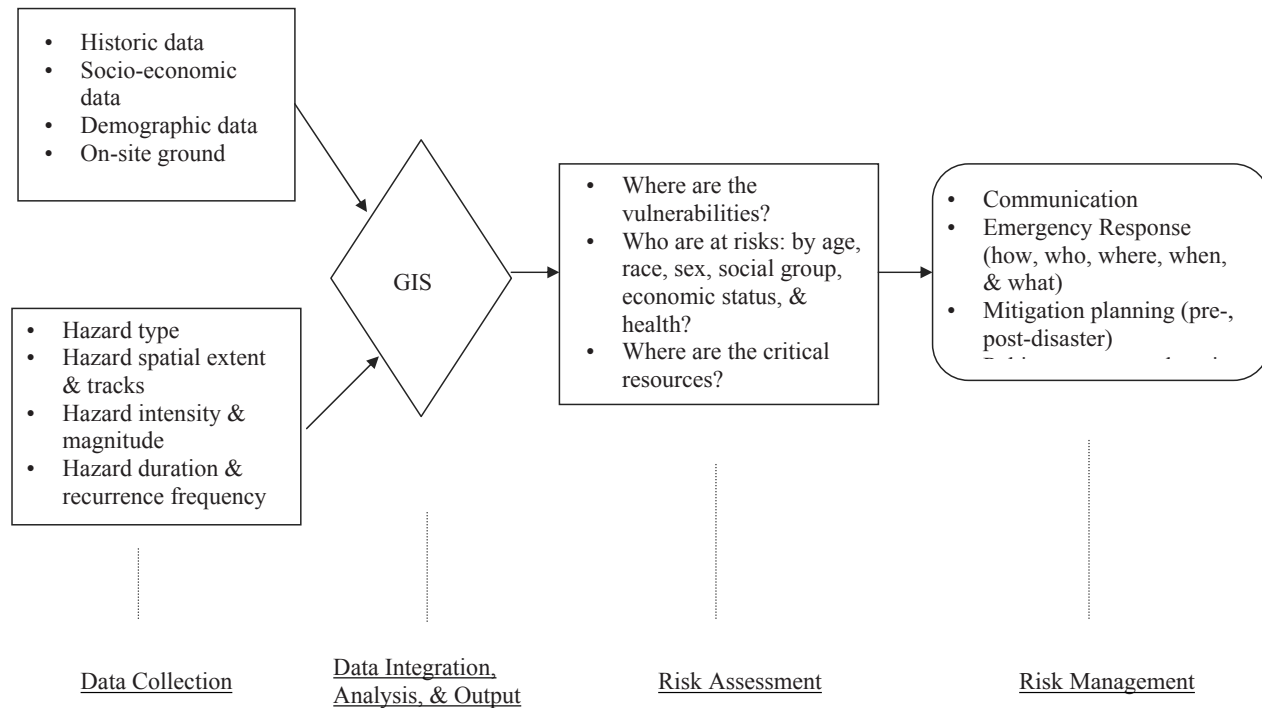 • Historic data
• Socio-economic
data
• Demographic data
• On-site ground
• Hazard type
• Hazard spatial extent
& tracks
• Hazard intensity &
magnitude
• Hazard duration &
recurrence frequency
GIS
• Where are the
vulnerabilities?
• Who are at risks: by age,
race, sex, social group,
economic status, &
health?
• Where are the critical
resources?
• Communication
• Emergency Response
(how, who, where, when,
& what)
• Mitigation planning (pre-,
post-disaster)
Data Collection
Data Integration,
Analysis, & Output
Risk Assessment
Risk Management